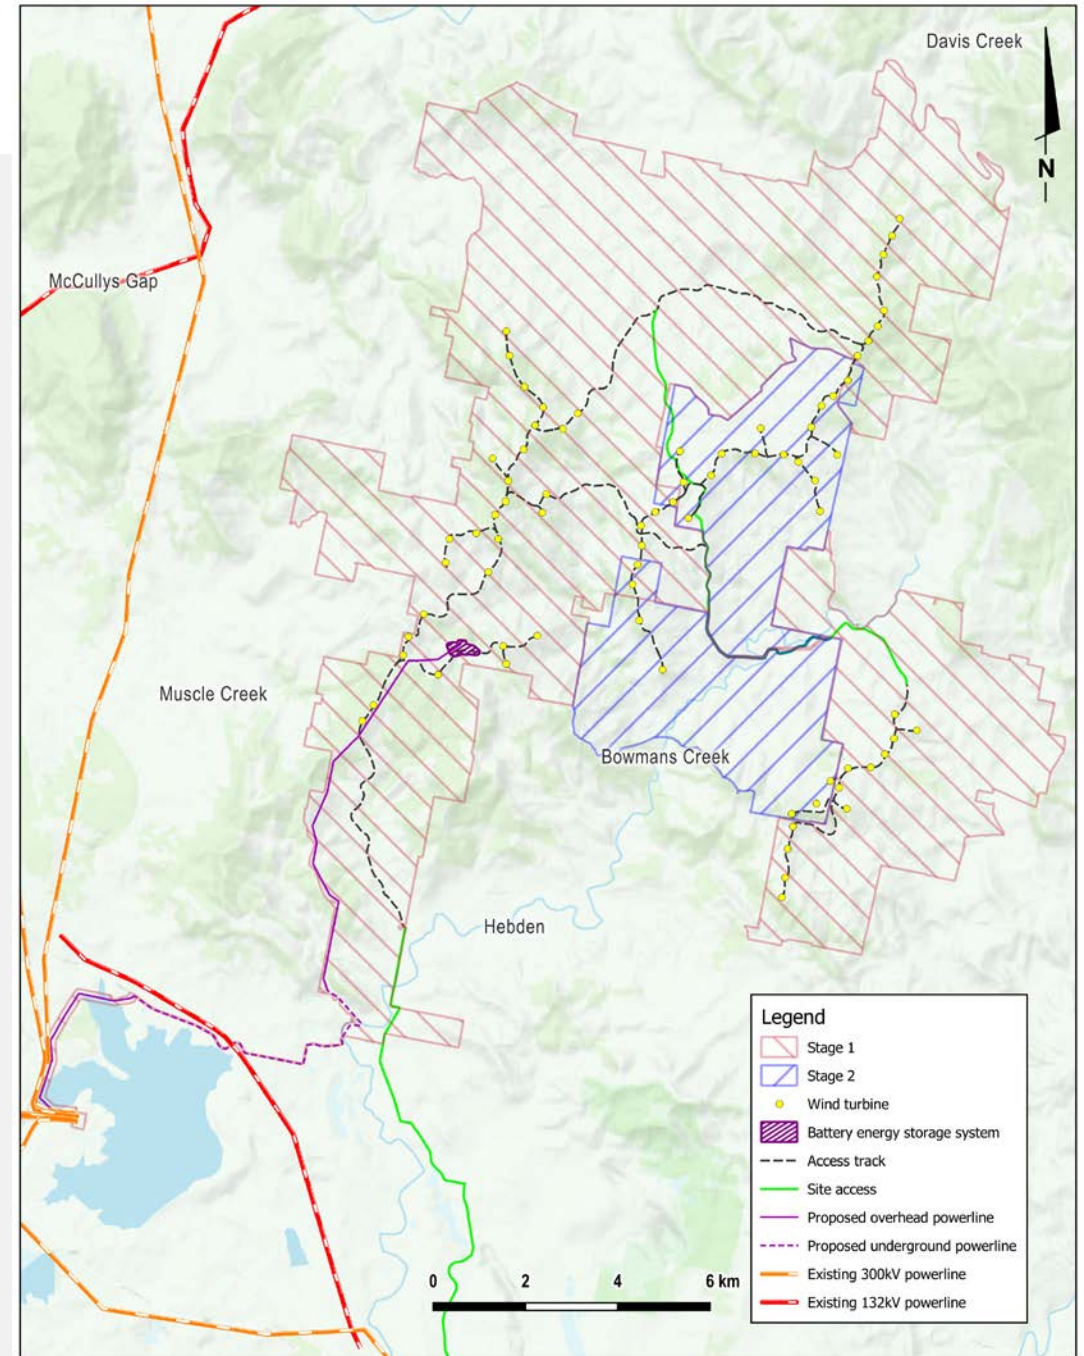 Davis Creek
N
McCullys Gap
Muscle Creek
Bowmans Creek
Hebden
Legend
Stage 1
Stage 2
Wind turbine
Battery energy storage system
Access track
Site access
Proposed overhead powerline
Proposed underground powerline
Existing 300kV powerline
Existing 132kV powerline
0 2 4 6 km